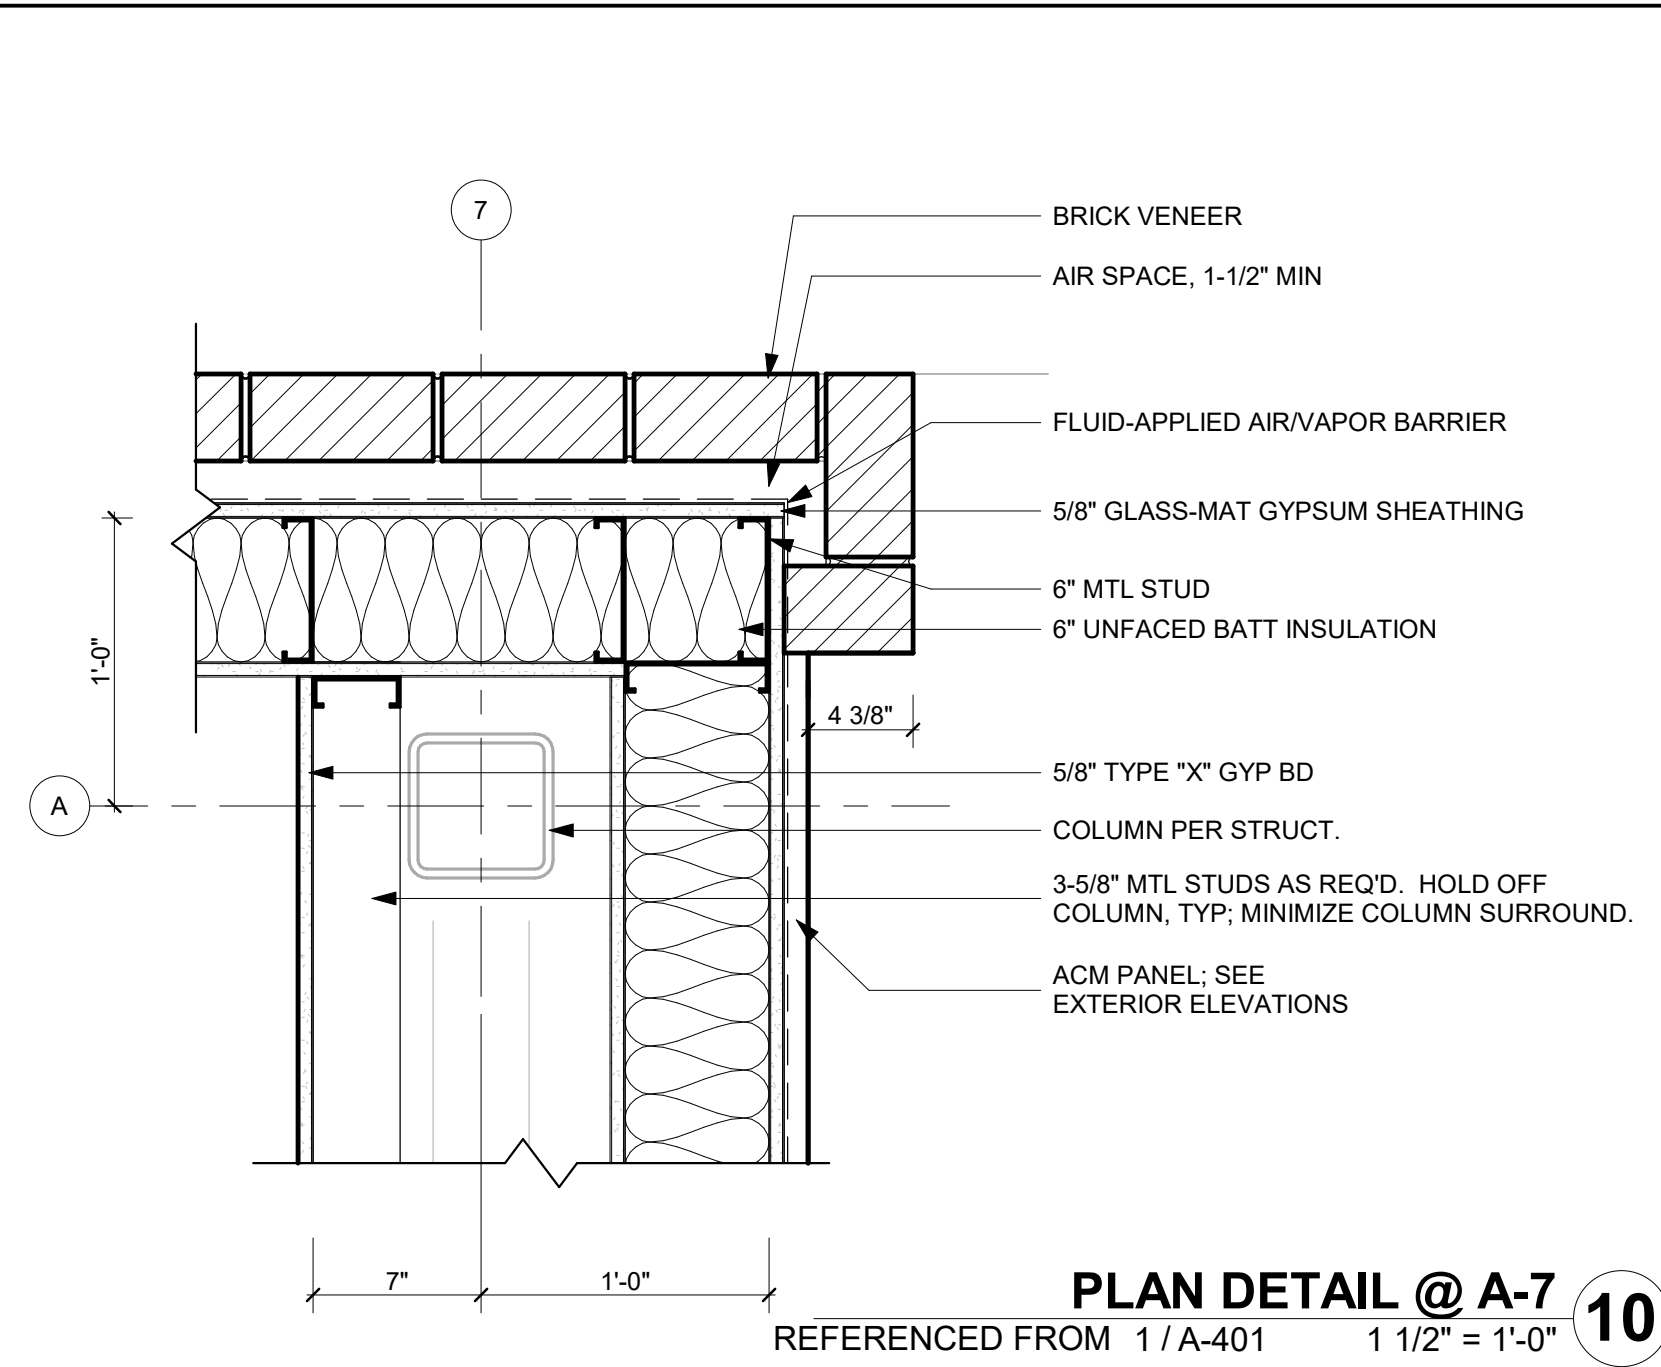 7
BRICK VENEER
AIR SPACE, 1-1/2" MIN
FLUID-APPLIED AIR/VAPOR BARRIER
5/8" GLASS-MAT GYPSUM SHEATHING
6" MTL STUD
6" UNFACED BATT INSULATION
1'-0"
4 3/8"
5/8" TYPE "X" GYP BD
A
COLUMN PER STRUCT.
3-5/8" MTL STUDS AS REQ'D. HOLD OFF
COLUMN, TYP; MINIMIZE COLUMN SURROUND.
ACM PANEL; SEE
EXTERIOR ELEVATIONS
7"
1'-0"
PLAN DETAIL @ A-7
10
REFERENCED FROM 1 / A-401
1 1/2" = 1'-0"